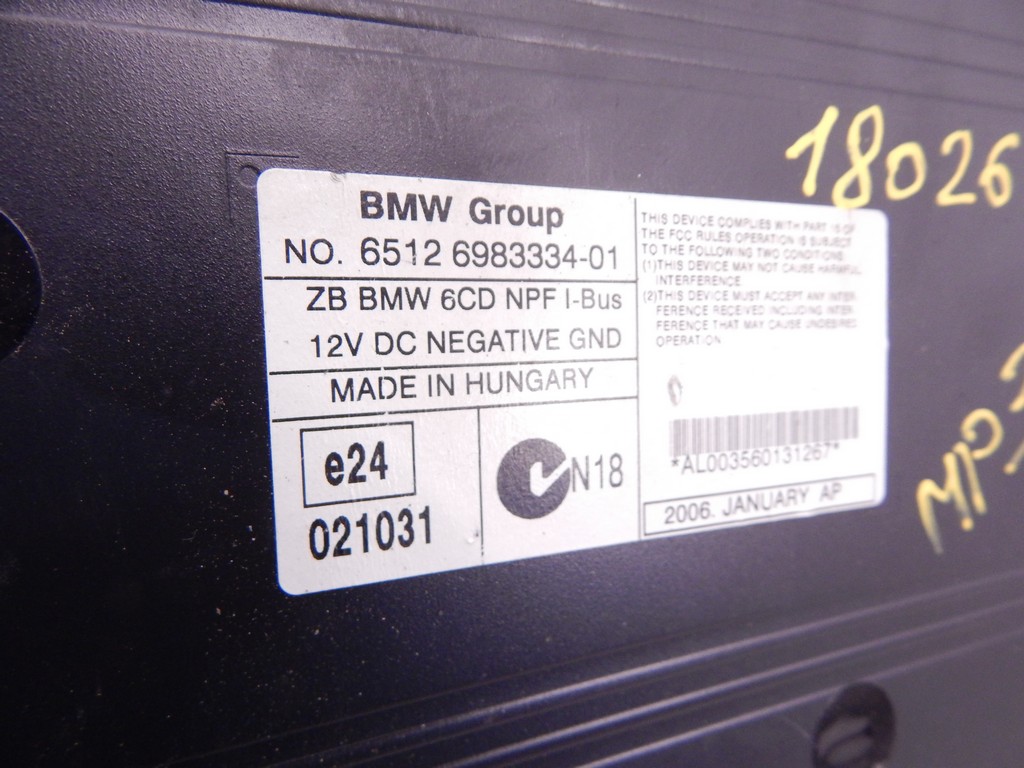 18026
BMW Group
NO. 6512 6983334-01
ZB BMW 6CD NPF I-Bus
12V DC NEGATIVE GND
MADE IN HUNGARY
e24
021031
N18
THIS DEVICE COMPLIES WITH PART 15 OF
THE FCC RULES OPERATION IS SUBJECT
TO THE FOLLOWING TWO CONDITIONS
(1)THIS DEVICE MAY NOT CAUSE HARMFUL
INTERFERENCE
(2)THIS DEVICE MUST ACCEPT ANY INTER-
FERENCE RECEIVED INCLUDING INTER-
FERENCE THAT MAY CAUSE UNDESIRED
OPERATION
*AL003560131267*
2006. JANUARY AP
MP3